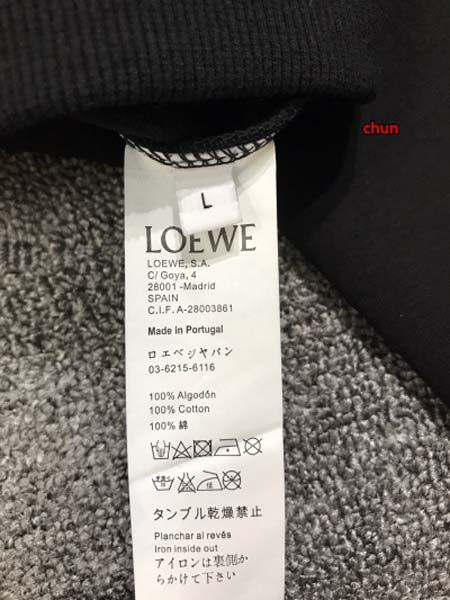 chun
L
LOEWE
LOEWE, S.A.
C/ Goya, 4
28001 -Madrid
SPAIN
C.I.F. A-28003861
Made in Portugal
ロエベジャパン
03-6215-6116
100% Algodón
100% Cotton
100% 綿
タンブル乾燥禁止
Planchar al revés
Iron inside out
アイロンは裏側か
らかけて下さい